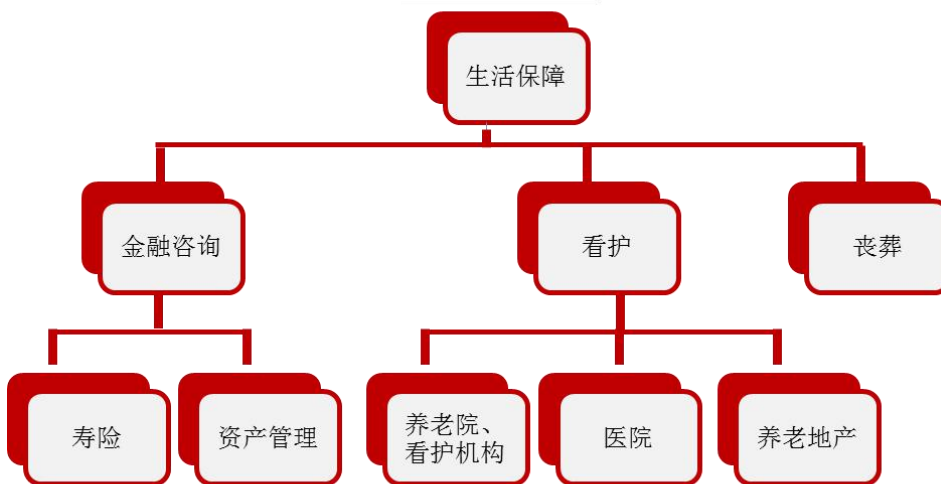 生活保障
金融咨询
看护
丧葬
寿险
资产管理
养老院、
看护机构
医院
养老地产